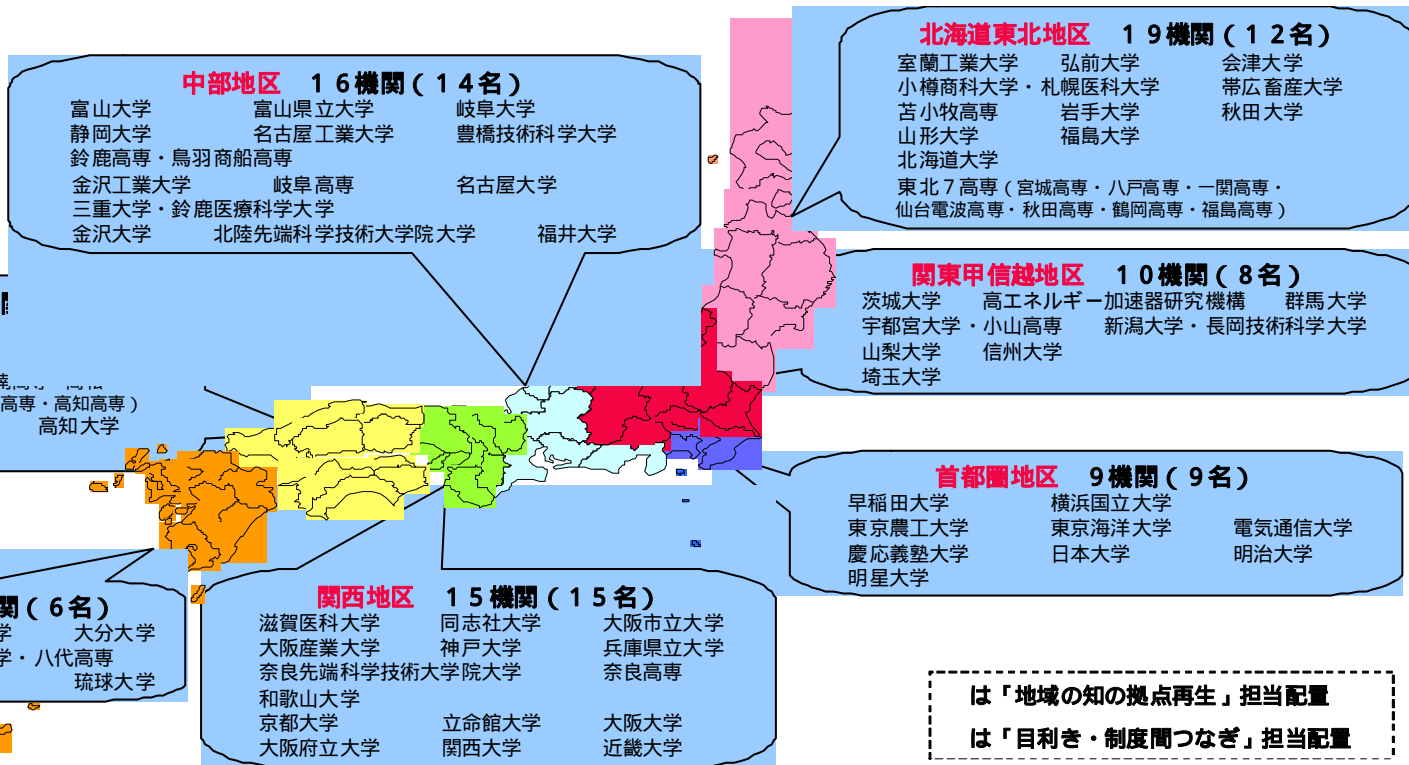 北海道東北地区 19機関(12名)
室蘭工業大学 弘前大学 会津大学
小樽商科大学・札幌医科大学 帯広畜産大学
苫小牧高専 岩手大学 秋田大学
山形大学 福島大学
北海道大学
東北7高専(宮城高専・八戸高専・一関高専・
仙台電波高専・秋田高専・鶴岡高専・福島高専)
中部地区 16機関(14名)
富山大学 富山県立大学 岐阜大学
静岡大学 名古屋工業大学 豊橋技術科学大学
鈴鹿高専・鳥羽商船高専
金沢工業大学 岐阜高専 名古屋大学
三重大学・鈴鹿医療科学大学
金沢大学 北陸先端科学技術大学院大学 福井大学
関東甲信越地区 10機関(8名)
茨城大学 高エネルギー加速器研究機構 群馬大学
宇都宮大学・小山高専 新潟大学・長岡技術科学大学
山梨大学 信州大学
埼玉大学
高専・高知高専)
高知大学
首都圏地区 9機関(9名)
早稲田大学 横浜国立大学
東京農工大学 東京海洋大学 電気通信大学
慶応義塾大学 日本大学 明治大学
明星大学
関西地区 15機関(15名)
滋賀医科大学 同志社大学 大阪市立大学
大阪産業大学 神戸大学 兵庫県立大学
奈良先端科学技術大学院大学 奈良高専
和歌山大学
京都大学 立命館大学 大阪大学
大阪府立大学 関西大学 近畿大学
関(6名)
学 大分大学
学・八代高専
琉球大学
は「地域の知の拠点再生」担当配置
は「目利き・制度間つなぎ」担当配置